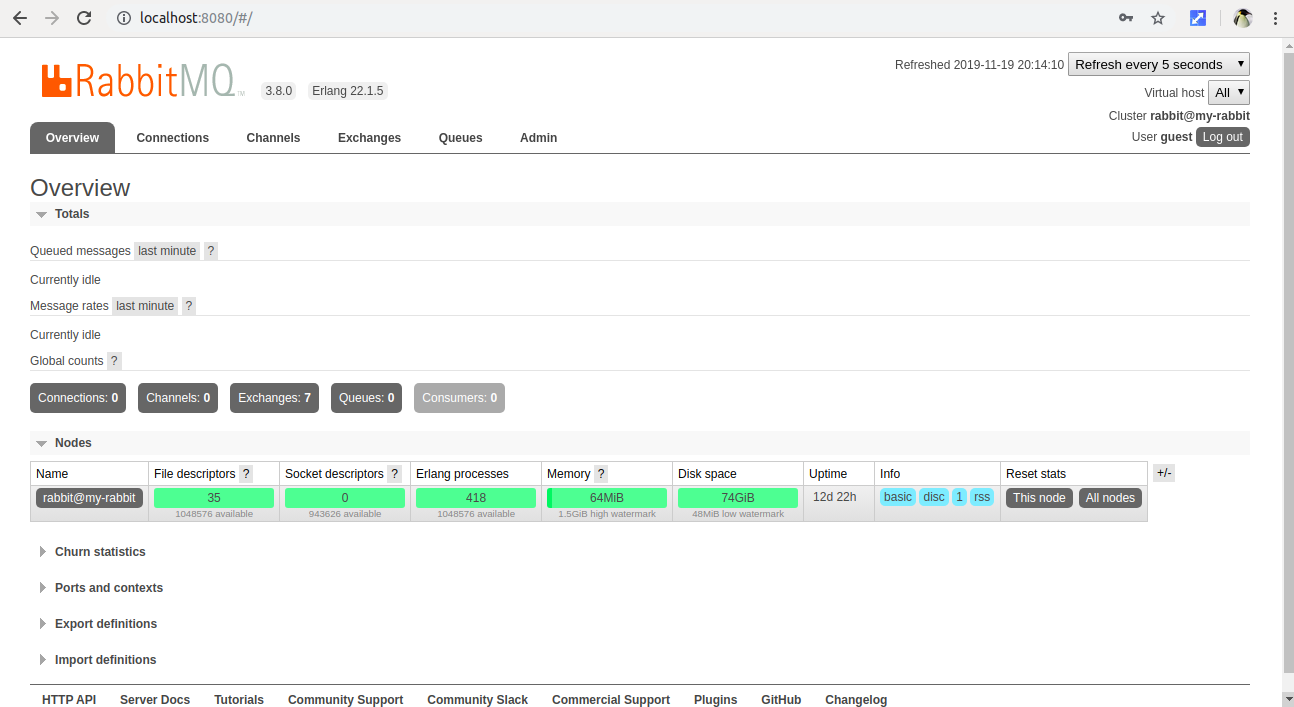 localhost:8080/#/
RabbitMQ TM 3.8.0 Erlang 22.1.5
Refreshed 2019-11-19 20:14:10 Refresh every 5 seconds
Virtual host All
Cluster rabbit@my-rabbit
User guest Log out
Overview Connections Channels Exchanges Queues Admin
Overview
Totals
Queued messages last minute ?
Currently idle
Message rates last minute ?
Currently idle
Global counts ?
Connections: 0 Channels: 0 Exchanges: 7 Queues: 0 Consumers: 0
Nodes
Name File descriptors ? Socket descriptors ? Erlang processes Memory ? Disk space Uptime Info Reset stats +/-
rabbit@my-rabbit 35 0 418 64MiB 74GiB 12d 22h basic disc 1 rss This node All nodes
1048576 available 943626 available 1048576 available 1.5GiB high watermark 48MiB low watermark
Churn statistics
Ports and contexts
Export definitions
Import definitions
HTTP API Server Docs Tutorials Community Support Community Slack Commercial Support Plugins GitHub Changelog